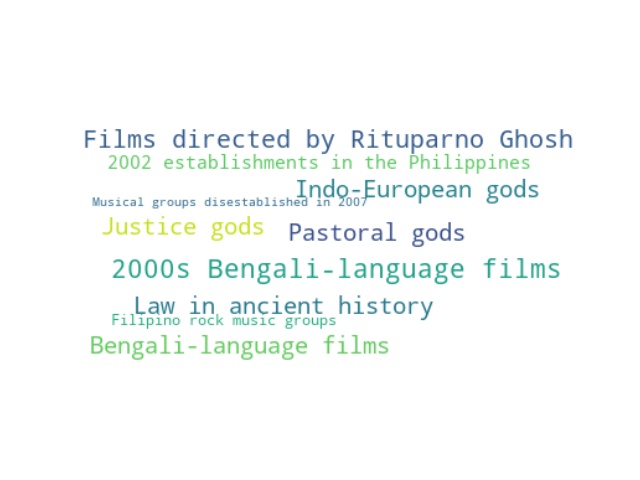 Films directed by Rituparno Ghosh
2002 establishments in the Philippines
Indo-European gods
Musical groups disestablished in 2007
Justice gods
Pastoral gods
2000s Bengali-language films
Law in ancient history
Filipino rock music groups
Bengali-language films